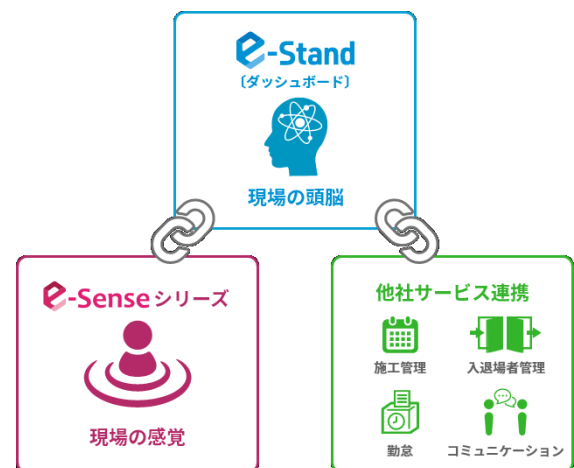 e-Stand
〔ダッシュボード〕
現場の頭脳
e-Senseシリーズ
現場の感覚
他社サービス連携
施工管理
入退場者管理
勤怠
コミュニケーション